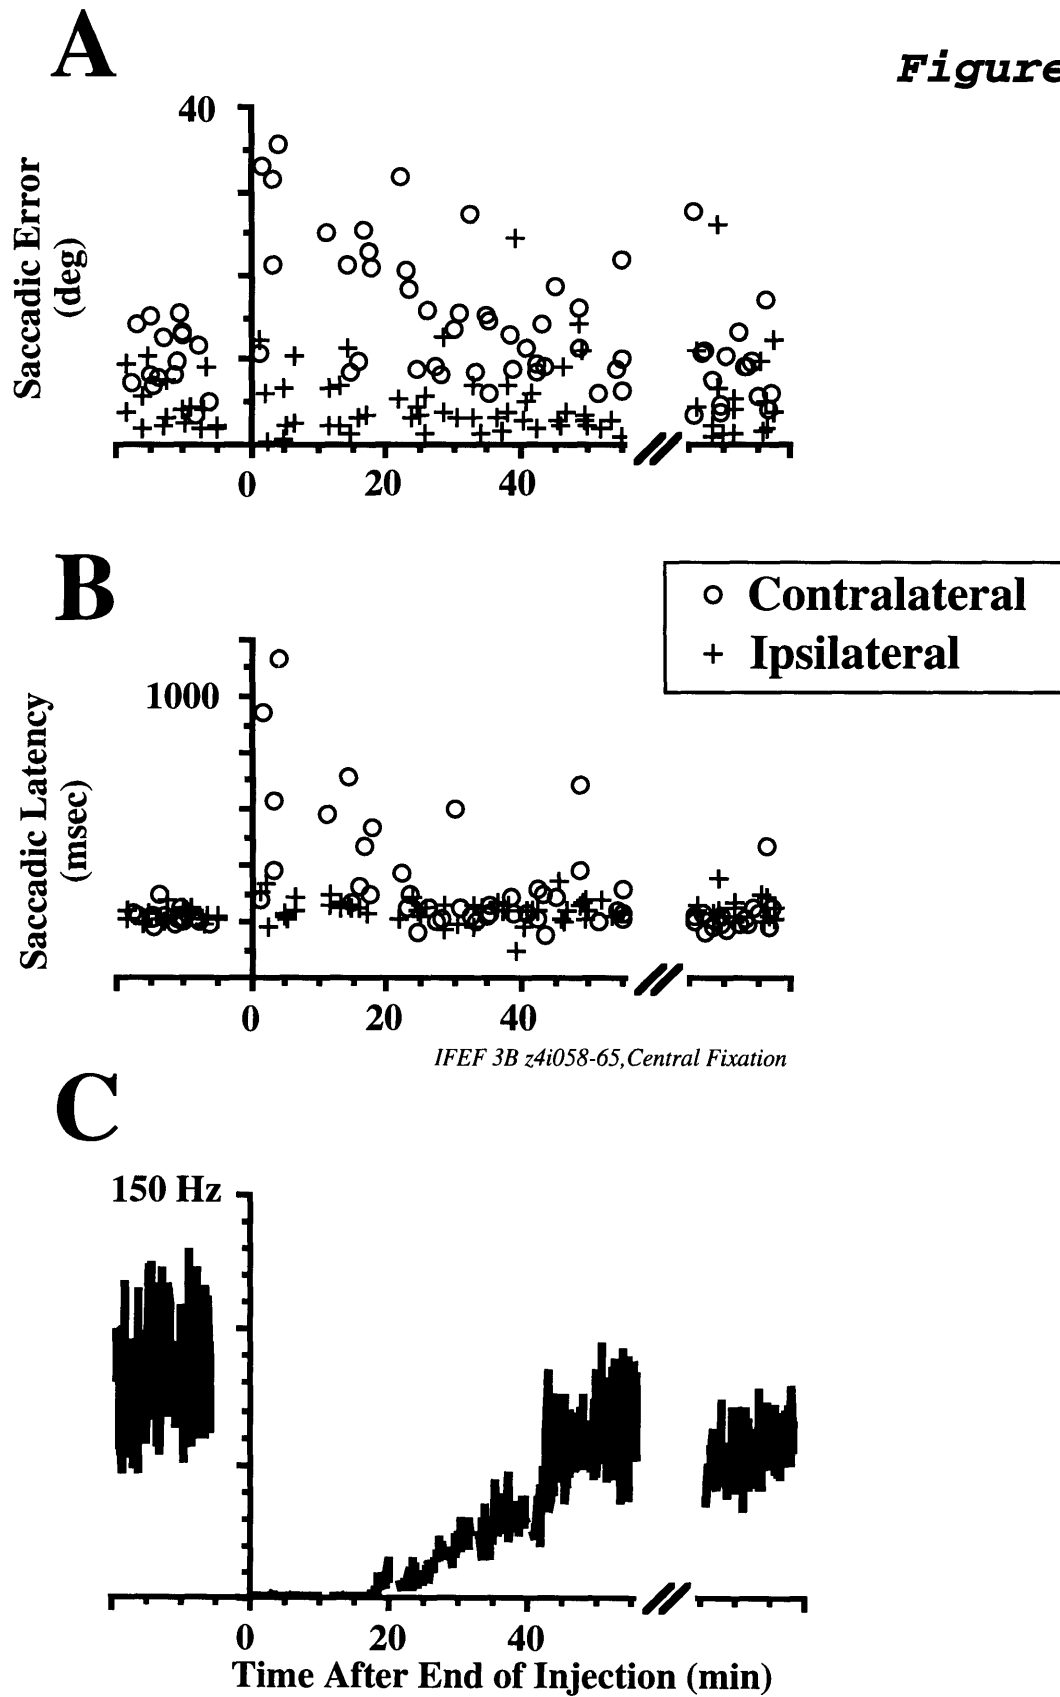 A
Figure
40
Saccadic Error
(deg)
0 20 40
B
Contralateral
Ipsilateral
1000
Saccadic Latency
(msec)
0 20 40
IFEF 3B z4i058-65,Central Fixation
C
150 Hz
0 20 40
Time After End of Injection (min)